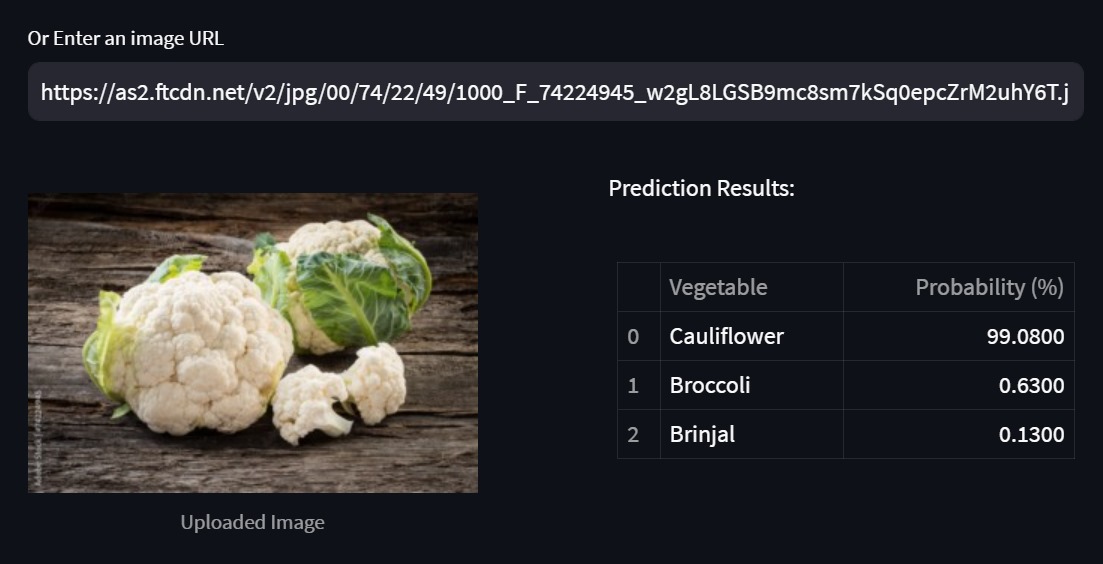 Or Enter an image URL
https://as2.ftcdn.net/v2/jpg/00/74/22/49/1000_F_74224945_w2gL8LGSB9mc8sm7kSq0epcZrM2uhY6T.j
Prediction Results:
Vegetable Probability (%)
0 Cauliflower 99.0800
1 Broccoli 0.6300
2 Brinjal 0.1300
Uploaded Image